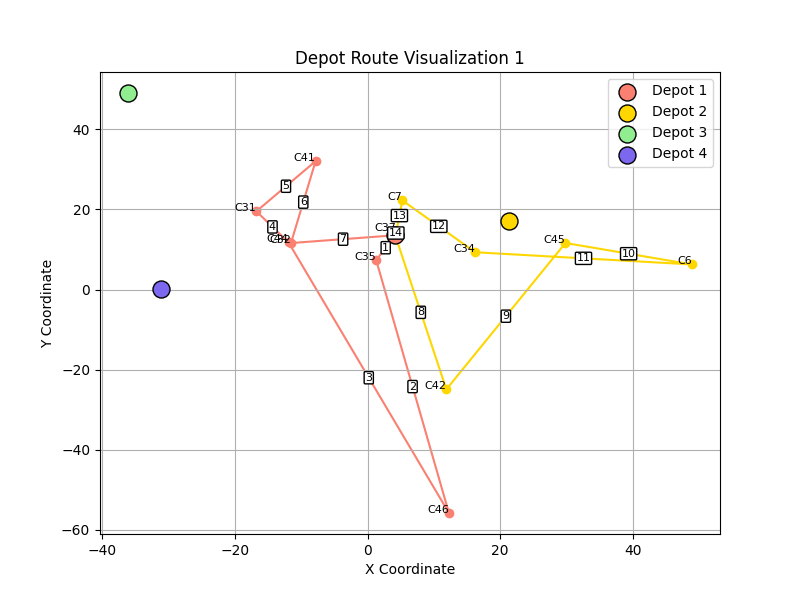 Depot Route Visualization 1
Depot 1
Depot 2
Depot 3
Depot 4
Y Coordinate
40
20
0
−20
−40
−60
C41
5
C31
6
4
7
C7
13
12
14
1
C35
C34
C45
10
11
C6
8
9
3
2
C42
C46
−40
−20
0
20
40
X Coordinate